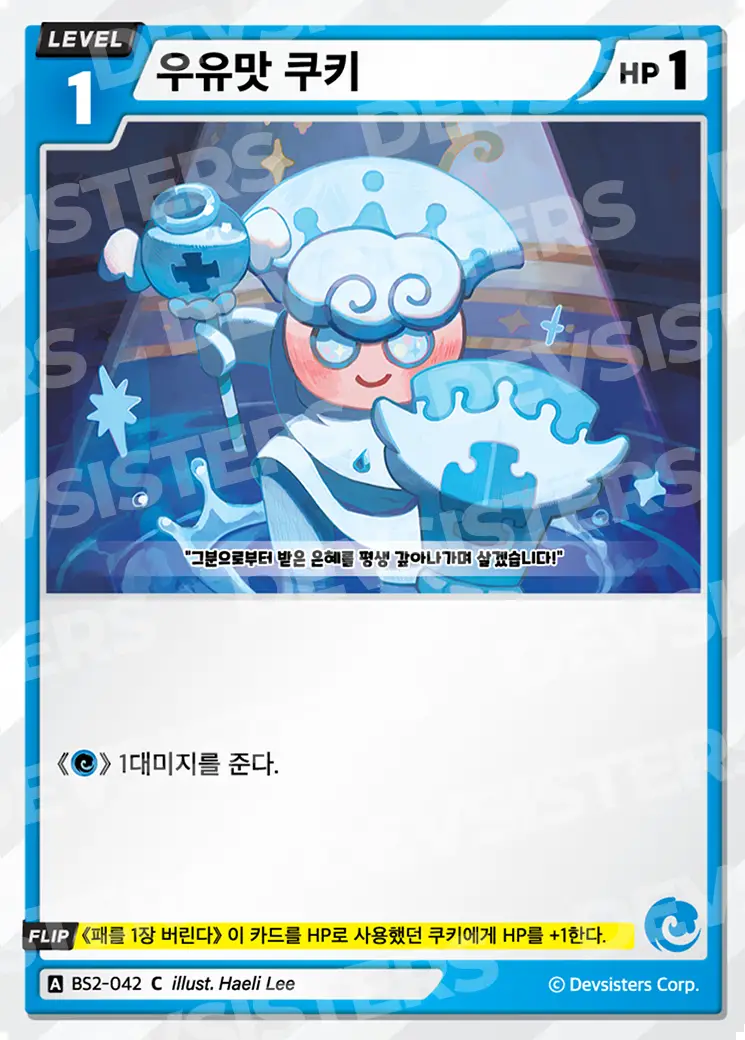 LEVEL
1
우유맛 쿠키
HP 1
"그분으로부터 받은 은혜를 평생 갚아나가며 살겠습니다!"
《 》 1대미지를 준다.
FLIP 《패를 1장 버린다》 이 카드를 HP로 사용했던 쿠키에게 HP를 +1한다.
A BS2-042 C illust. Haeli Lee
© Devsisters Corp.
DEVSISTERS